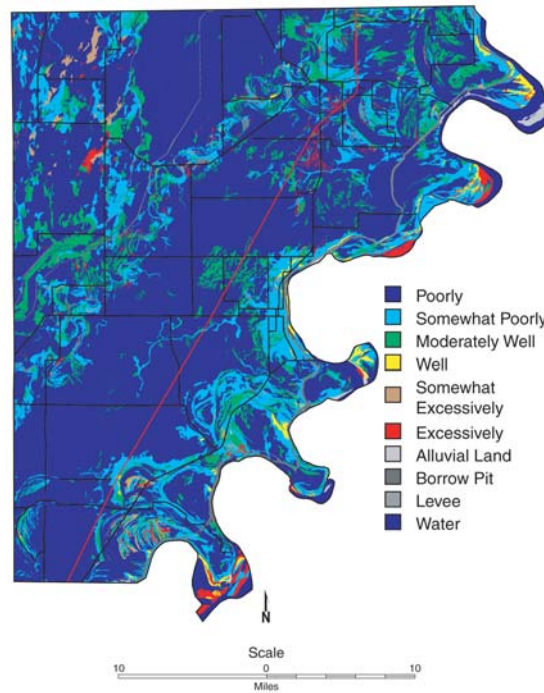 Poorly
Somewhat Poorly
Moderately Well
Well
Somewhat
Excessively
Excessively
Alluvial Land
Borrow Pit
Levee
Water
N
Scale
10 0 10
Miles